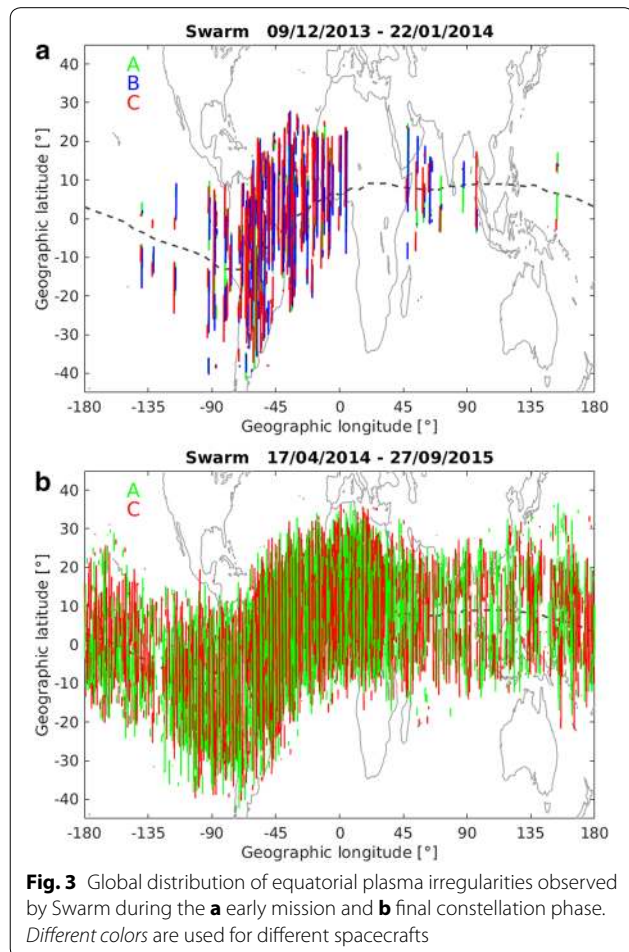 Swarm 09/12/2013 - 22/01/2014
a
A
B
C
40
30
20
10
0
-10
-20
-30
-40
Geographic latitude [°]
-180 -135 -90 -45 0 45 90 135 180
Geographic longitude [°]
Swarm 17/04/2014 - 27/09/2015
b
A
C
40
30
20
10
0
-10
-20
-30
-40
Geographic latitude [°]
-180 -135 -90 -45 0 45 90 135 180
Geographic longitude [°]
Fig. 3 Global distribution of equatorial plasma irregularities observed
by Swarm during the a early mission and b final constellation phase.
Different colors are used for different spacecrafts